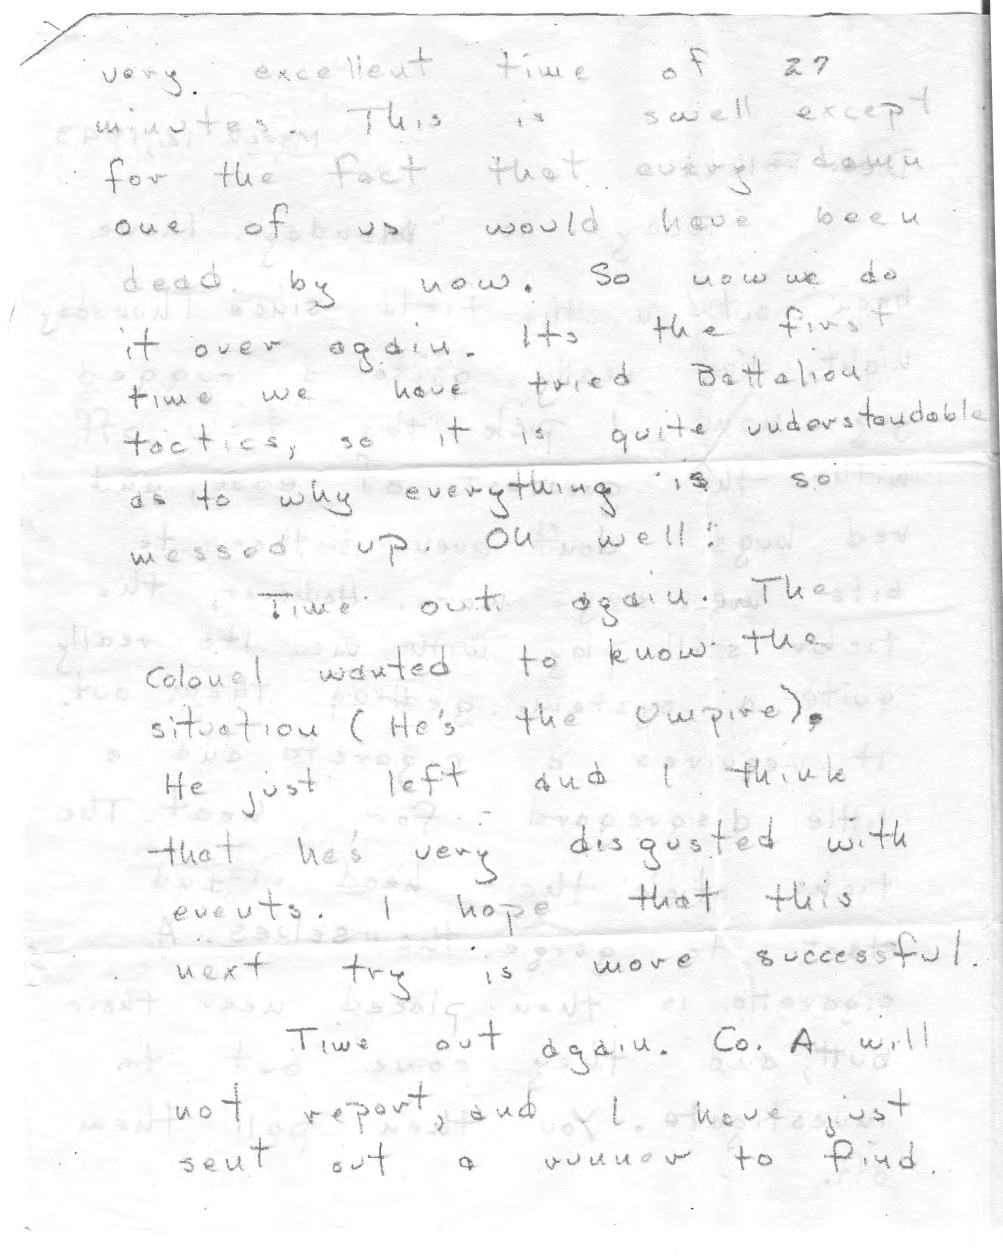 very excellent time of 27
minutes. This is swell except
for the fact that every damn
one of us would have been
dead by now. So now we do
it over again. Its the first
time we have tried Battalion
tactics, so it is quite understandable
as to why everything is so
messed up. Oh well!
Time out again. The
Colonel wanted to know the
situation (He's the Umpire).
He just left and I think
that he's very disgusted with
events. I hope that this
next try is more successful.
Time out again. Co. A will
not report, and I have just
sent out a runner to find